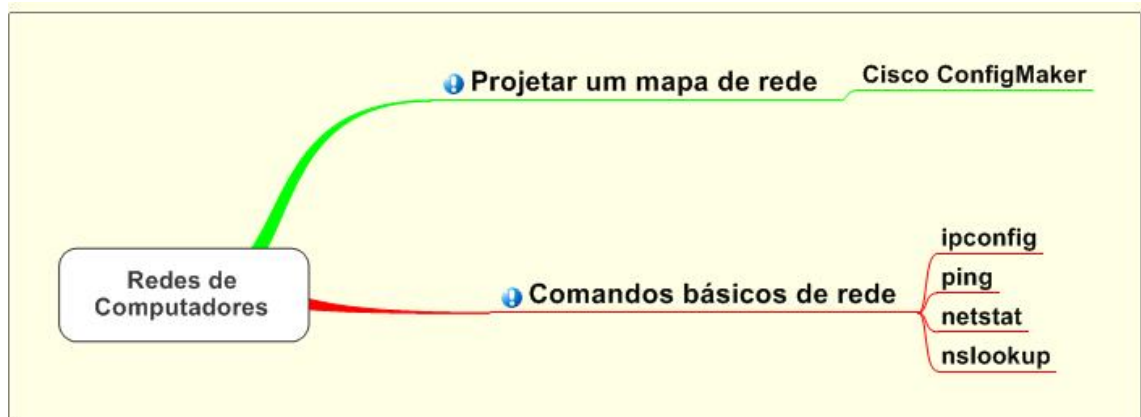 Projetar um mapa de rede
Cisco ConfigMaker
Redes de
Computadores
Comandos básicos de rede
ipconfig
ping
netstat
nslookup